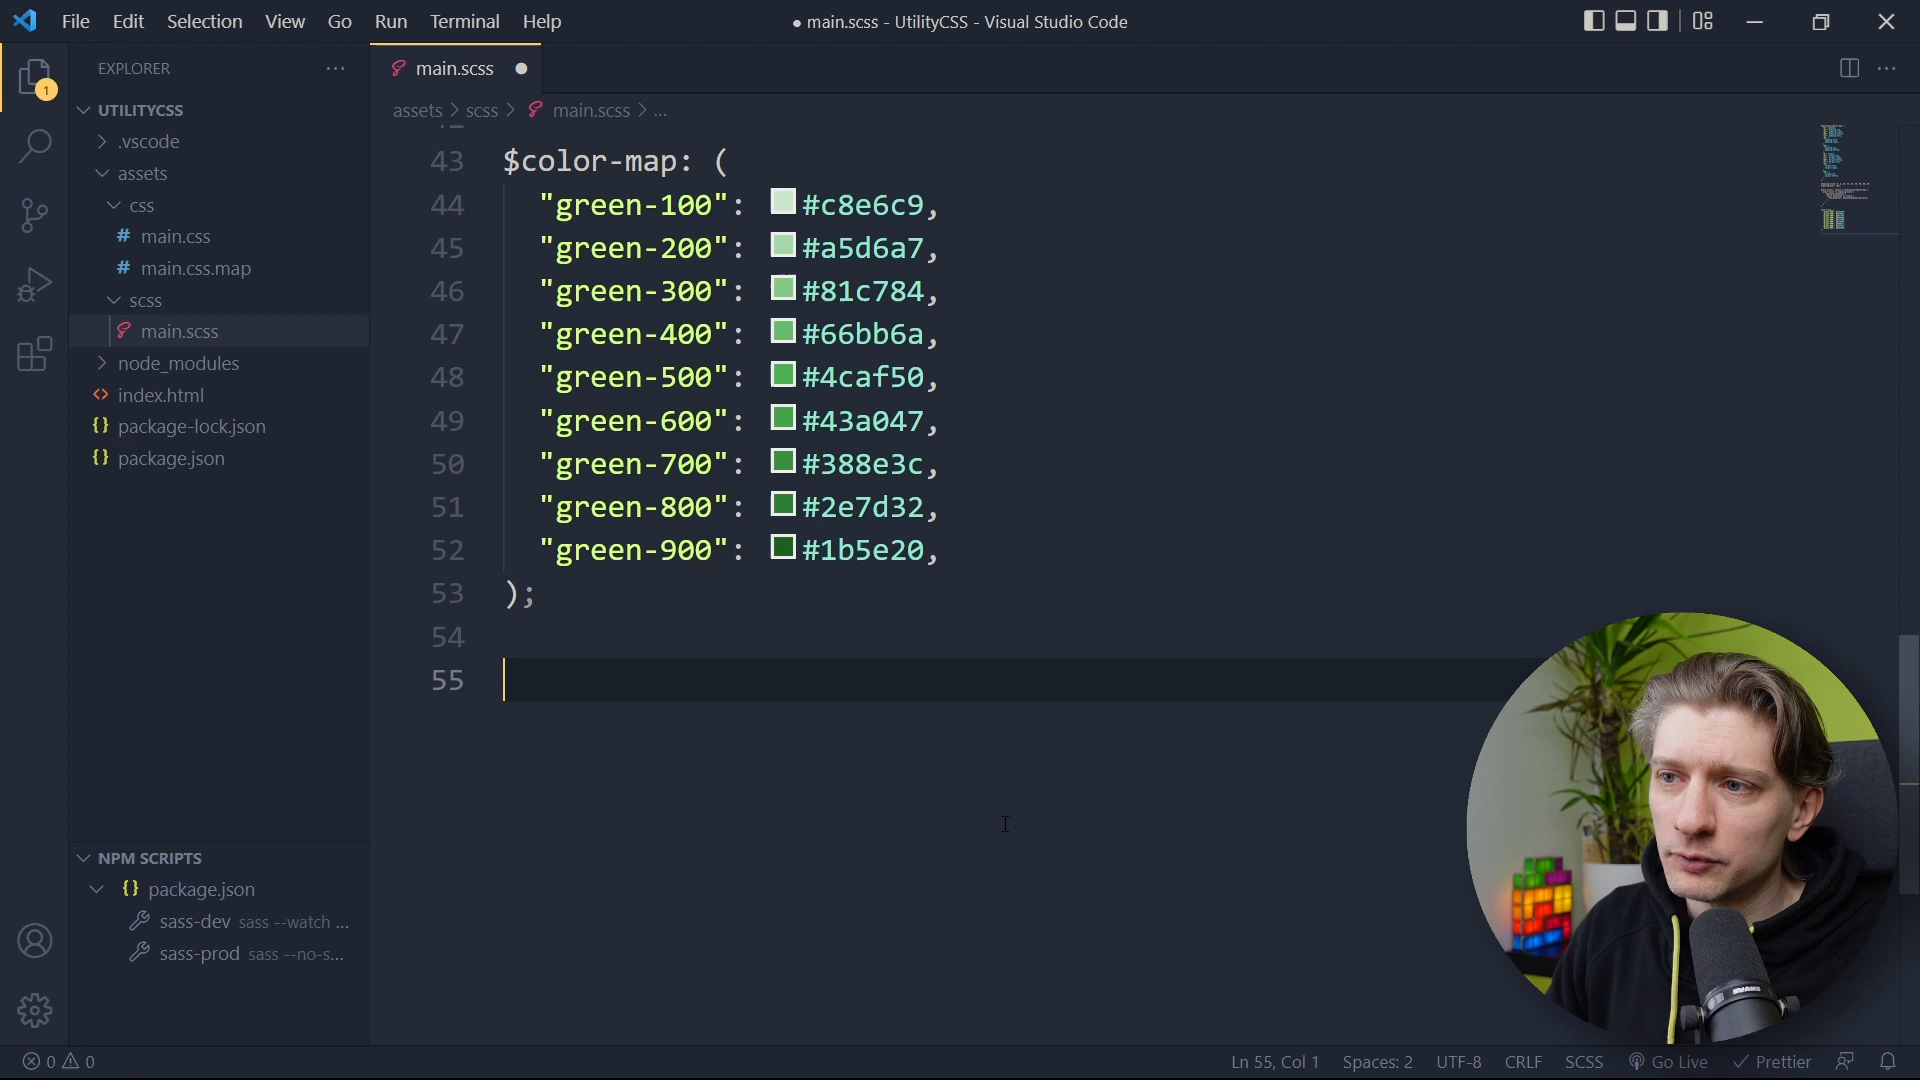 File Edit Selection View Go Run Terminal Help
● main.scss - UtilityCSS - Visual Studio Code
EXPLORER ...
1
UTILITYCSS
.vscode
assets
css
# main.css
# main.css.map
scss
main.scss
node_modules
<> index.html
{} package-lock.json
{} package.json
NPM SCRIPTS
{} package.json
sass-dev sass --watch ...
sass-prod sass --no-s...
main.scss ●
assets > scss > main.scss > ...
43 $color-map: (
44 "green-100": #c8e6c9,
45 "green-200": #a5d6a7,
46 "green-300": #81c784,
47 "green-400": #66bb6a,
48 "green-500": #4caf50,
49 "green-600": #43a047,
50 "green-700": #388e3c,
51 "green-800": #2e7d32,
52 "green-900": #1b5e20,
53 );
54
55
SHURE
0 0
Ln 55, Col 1 Spaces: 2 UTF-8 CRLF SCSS Go Live Prettier